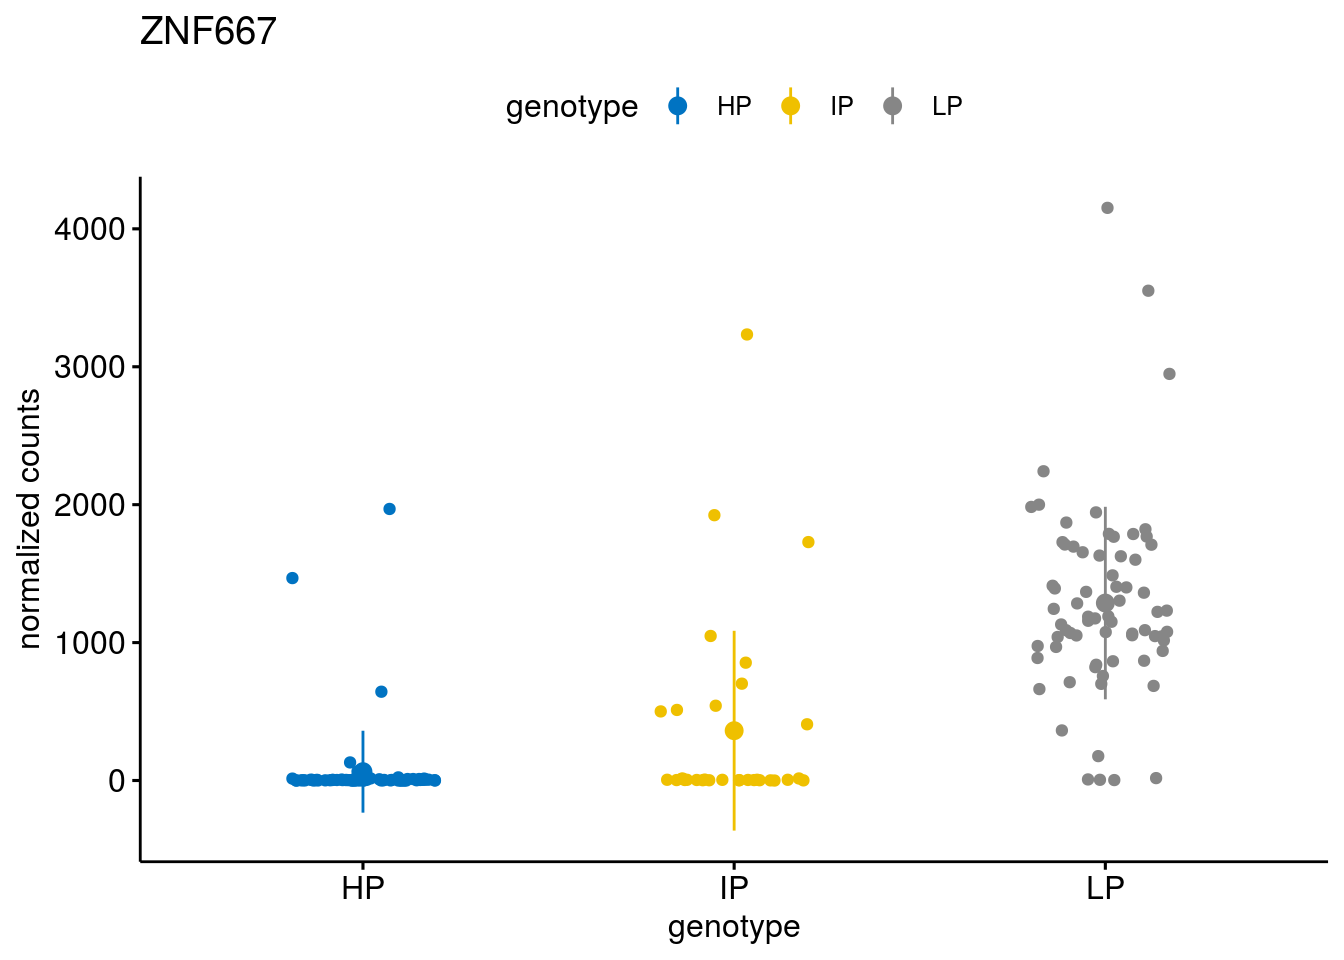 ZNF667
genotype HP IP LP
normalized counts
4000
3000
2000
1000
0
HP IP LP
genotype